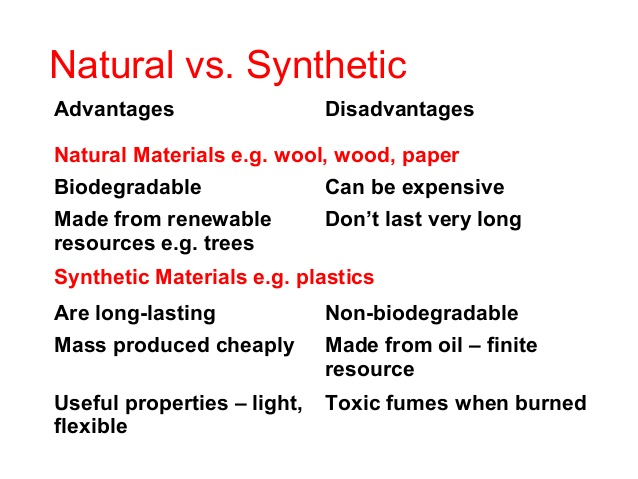 Natural vs. Synthetic
Advantages Disadvantages
Natural Materials e.g. wool, wood, paper
Biodegradable Can be expensive
Made from renewable Don’t last very long
resources e.g. trees
Synthetic Materials e.g. plastics
Are long-lasting Non-biodegradable
Mass produced cheaply Made from oil – finite
resource
Useful properties – light, Toxic fumes when burned
flexible